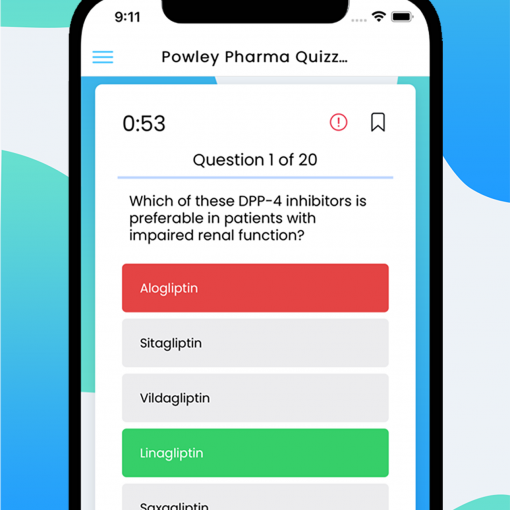 9:11
Powley Pharma Quizz...
0:53
Question 1 of 20
Which of these DPP-4 inhibitors is
preferable in patients with
impaired renal function?
Alogliptin
Sitagliptin
Vildagliptin
Linagliptin
Saxagliptin